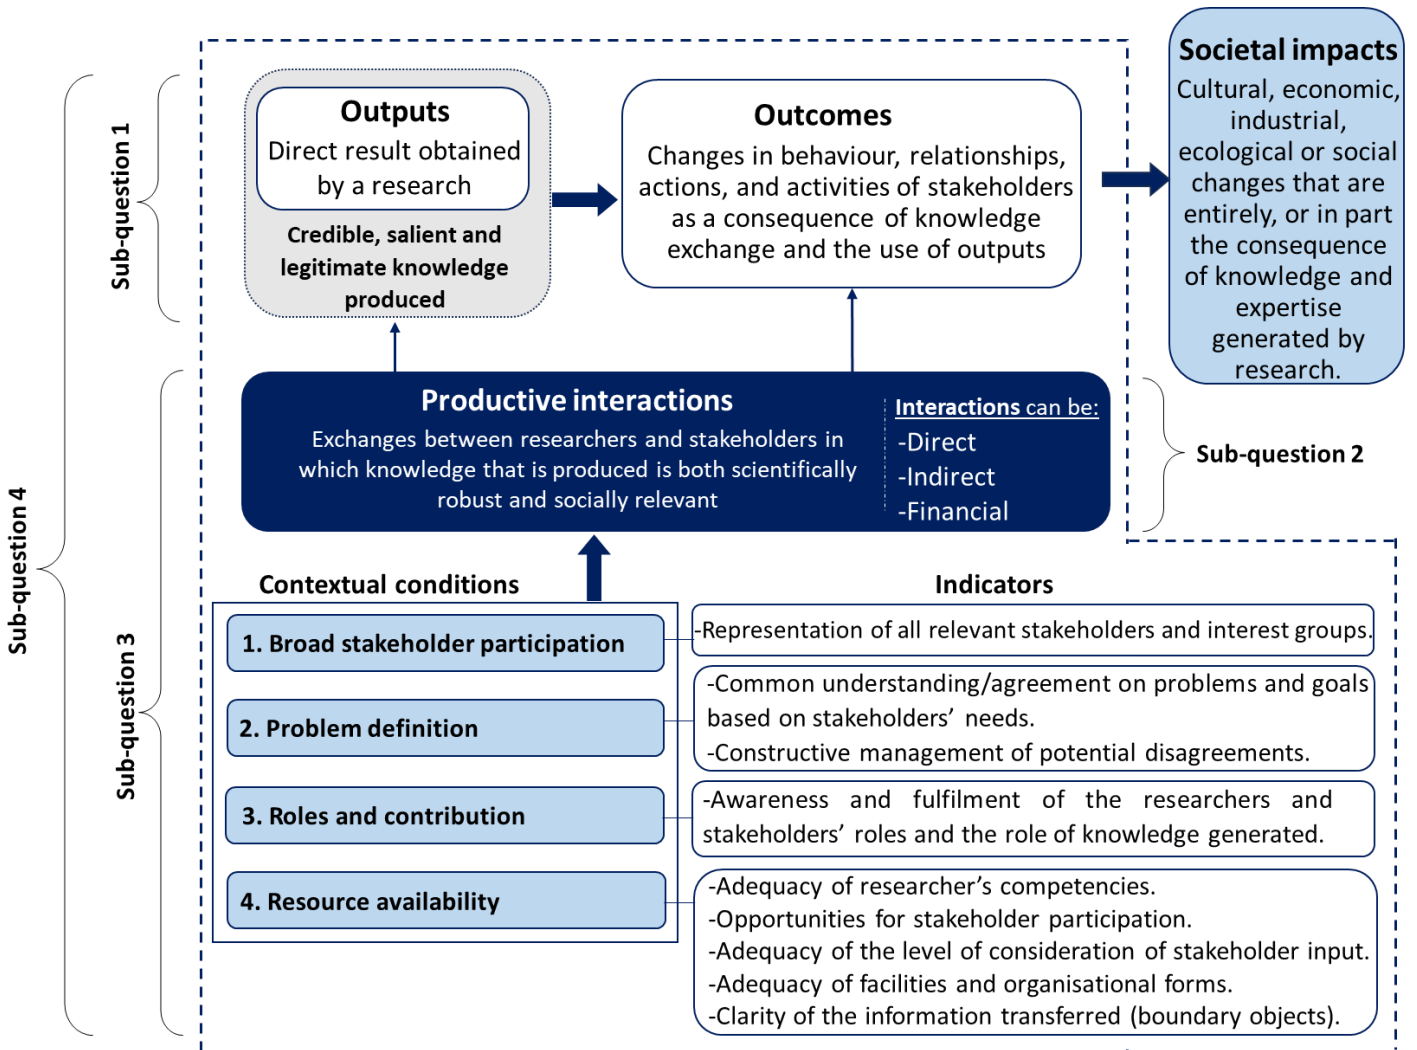 Societal impacts
Cultural, economic,
industrial,
ecological or social
changes that are
entirely, or in part
the consequence
of knowledge and
expertise
generated by
research.
Outputs
Direct result obtained
by a research
Credible, salient and
legitimate knowledge
produced
Outcomes
Changes in behaviour, relationships,
actions, and activities of stakeholders
as a consequence of knowledge
exchange and the use of outputs
Sub-question 1
Productive interactions
Exchanges between researchers and stakeholders in
which knowledge that is produced is both scientifically
robust and socially relevant
Interactions can be:
-Direct
-Indirect
-Financial
Sub-question 2
Sub-question 4
Sub-question 3
Contextual conditions
Indicators
1. Broad stakeholder participation
-Representation of all relevant stakeholders and interest groups.
2. Problem definition
-Common understanding/agreement on problems and goals
based on stakeholders’ needs.
-Constructive management of potential disagreements.
3. Roles and contribution
-Awareness and fulfilment of the researchers and
stakeholders’ roles and the role of knowledge generated.
4. Resource availability
-Adequacy of researcher’s competencies.
-Opportunities for stakeholder participation.
-Adequacy of the level of consideration of stakeholder input.
-Adequacy of facilities and organisational forms.
-Clarity of the information transferred (boundary objects).